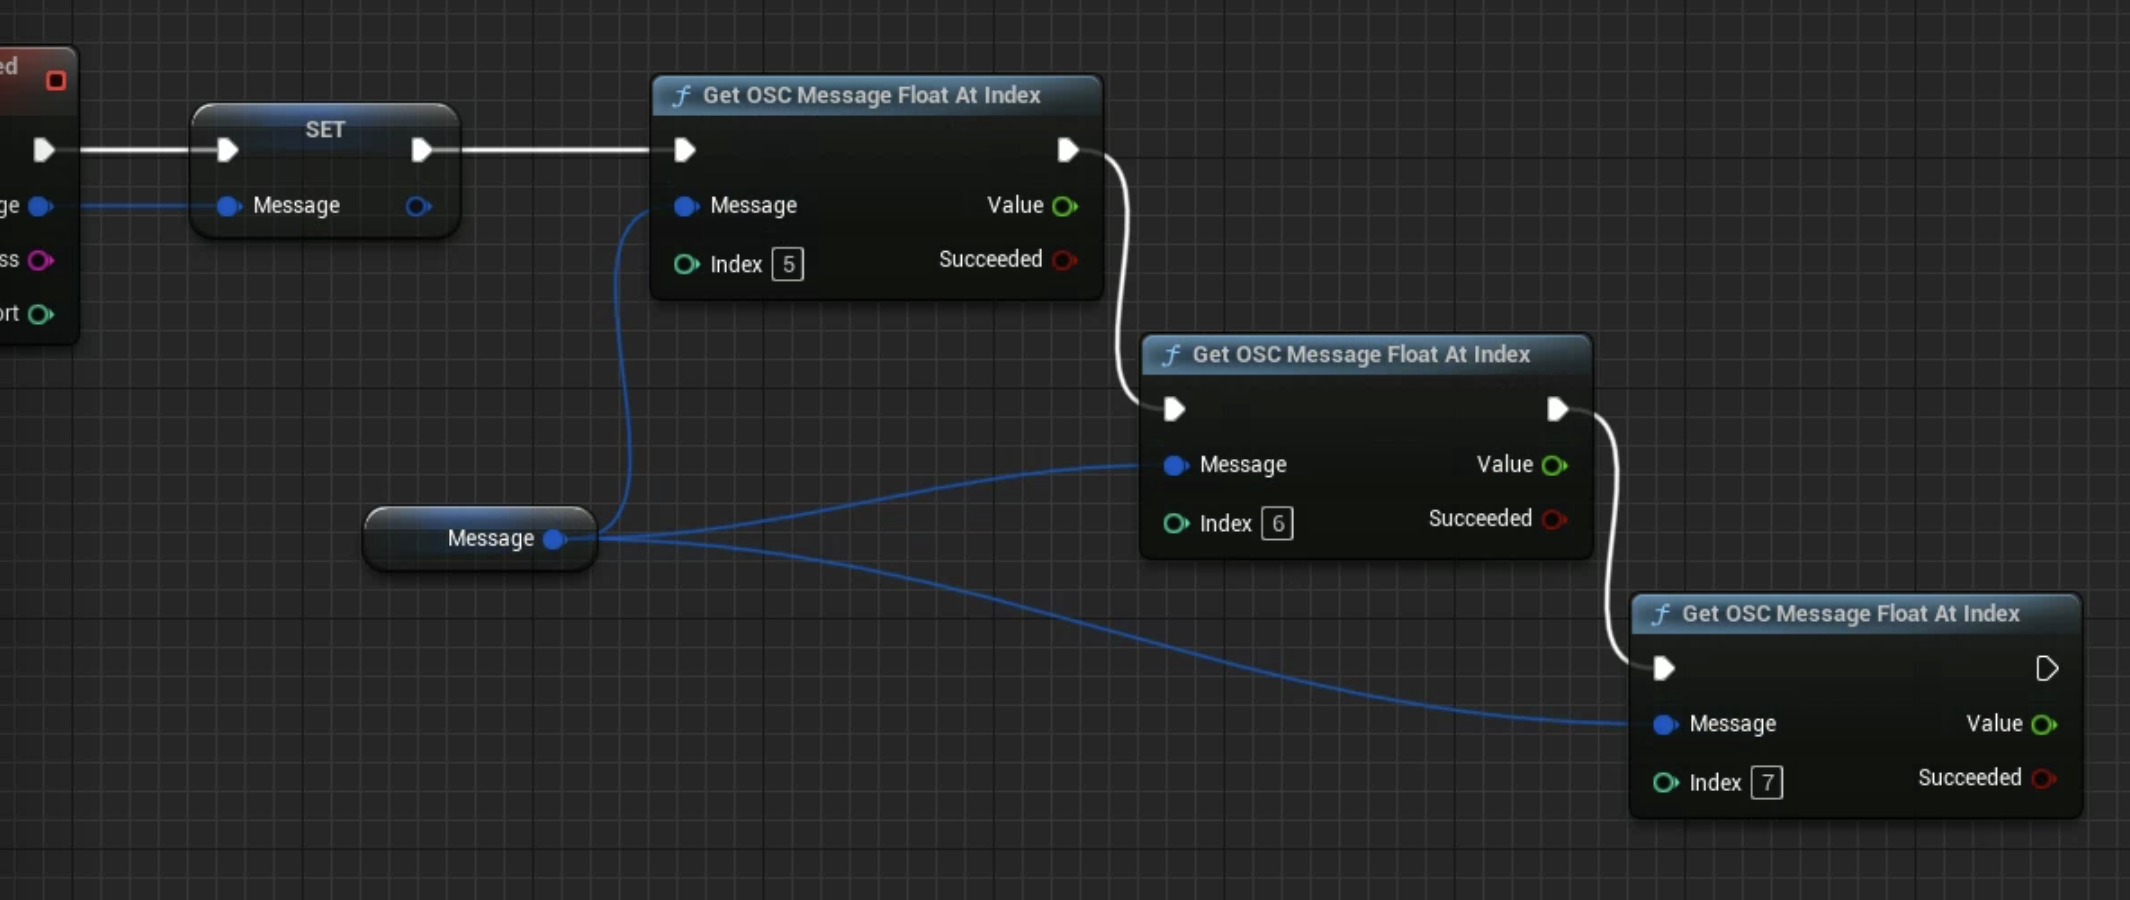 ed
SET
ge
Message
ss
ort
Get OSC Message Float At Index
Message
Value
Index 5
Succeeded
Message
Get OSC Message Float At Index
Message
Value
Index 6
Succeeded
Get OSC Message Float At Index
Message
Value
Index 7
Succeeded